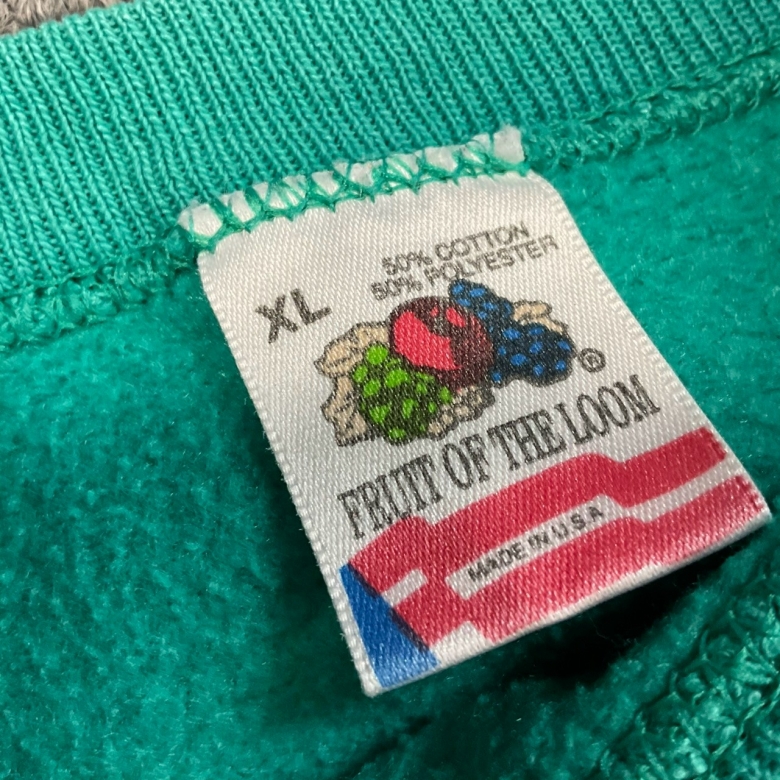 50% COTTON
50% POLYESTER
XL
®
FRUIT OF THE LOOM
MADE IN U.S.A